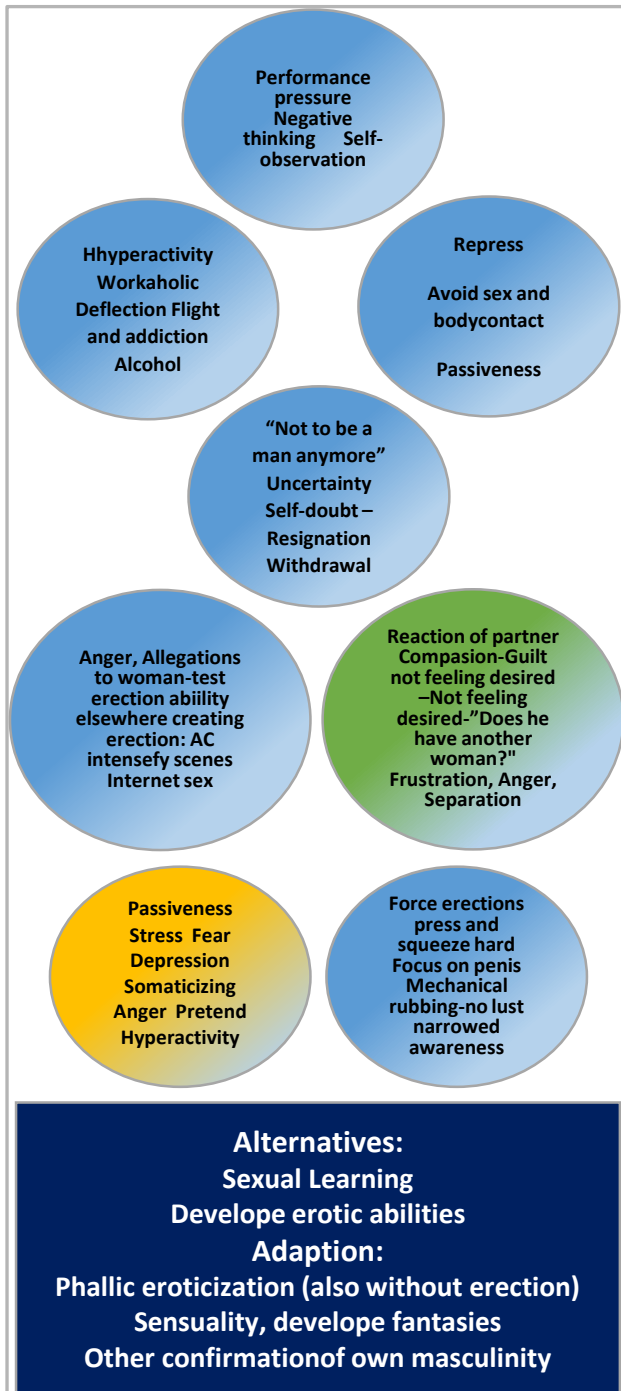 Performance
pressure
Negative
thinking Self-
observation
Hhyperactivity
Workaholic
Deflection Flight
and addiction
Alcohol
Repress
Avoid sex and
bodycontact
Passiveness
“Not to be a
man anymore”
Uncertainty
Self-doubt –
Resignation
Withdrawal
Anger, Allegations
to woman-test
erection abiility
elsewhere creating
erection: AC
intensefy scenes
Internet sex
Reaction of partner
Compasion-Guilt
not feeling desired
–Not feeling
desired-”Does he
have another
woman?"
Frustration, Anger,
Separation
Passiveness
Stress Fear
Depression
Somaticizing
Anger Pretend
Hyperactivity
Force erections
press and
squeeze hard
Focus on penis
Mechanical
rubbing-no lust
narrowed
awareness
Alternatives:
Sexual Learning
Develope erotic abilities
Adaption:
Phallic eroticization (also without erection)
Sensuality, develope fantasies
Other confirmationof own masculinity